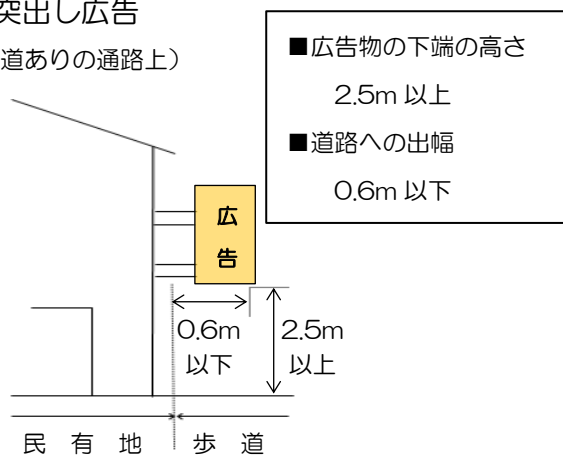 突出し広告
道ありの通路上）
■広告物の下端の高さ
2.5m 以上
■道路への出幅
0.6m 以下
広
告
0.6m
以下
2.5m
以上
民 有 地
歩 道